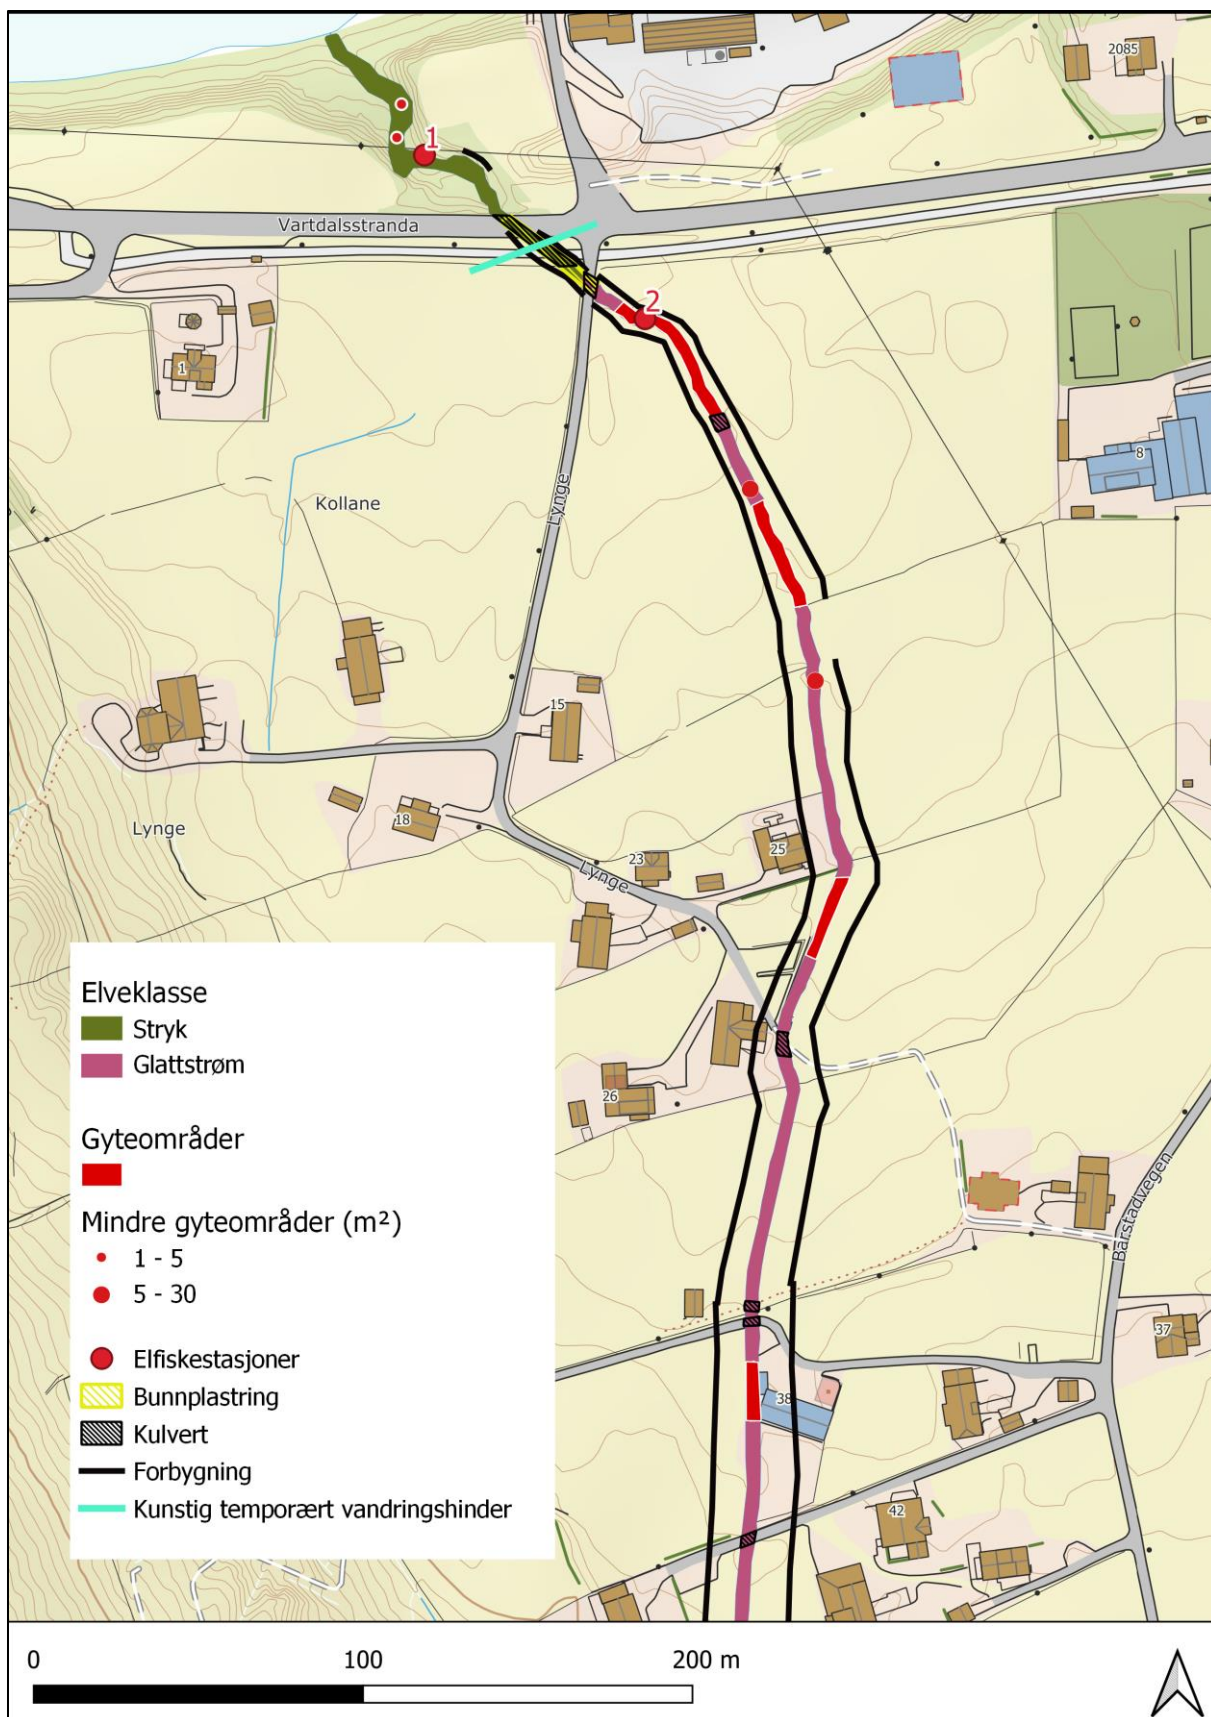 2085
1
Vartdalsstranda
2
1
8
Lynge
Kollane
15
18
Lynge
23
25
Lynge
26
Barstadvegen
37
38
42
Elveklasse
Stryk
Glattstrøm
Gyteområder
Mindre gyteområder (m²)
1 - 5
5 - 30
Elfiskestasjoner
Bunnplastring
Kulvert
Forbygning
Kunstig temporært vandringshinder
0 100 200 m